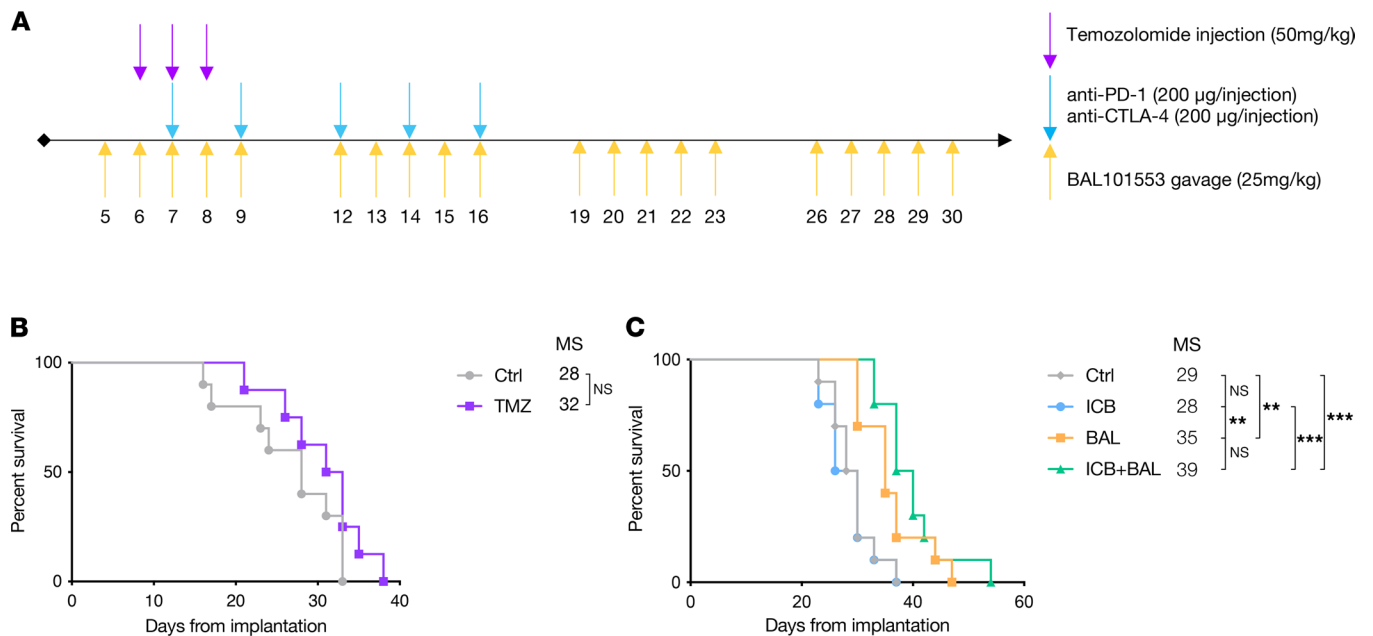 A
Temozolomide injection (50mg/kg)
anti-PD-1 (200 µg/injection)
anti-CTLA-4 (200 µg/injection)
BAL101553 gavage (25mg/kg)
5 6 7 8 9 12 13 14 15 16 19 20 21 22 23 26 27 28 29 30
B
MS
Ctrl 28
NS
TMZ 32
100
50
0
Percent survival
0 10 20 30 40
Days from implantation
C
MS
Ctrl 29
NS
ICB 28
** ** *** ***
BAL 35
NS
ICB+BAL 39
100
50
0
Percent survival
0 20 40 60
Days from implantation